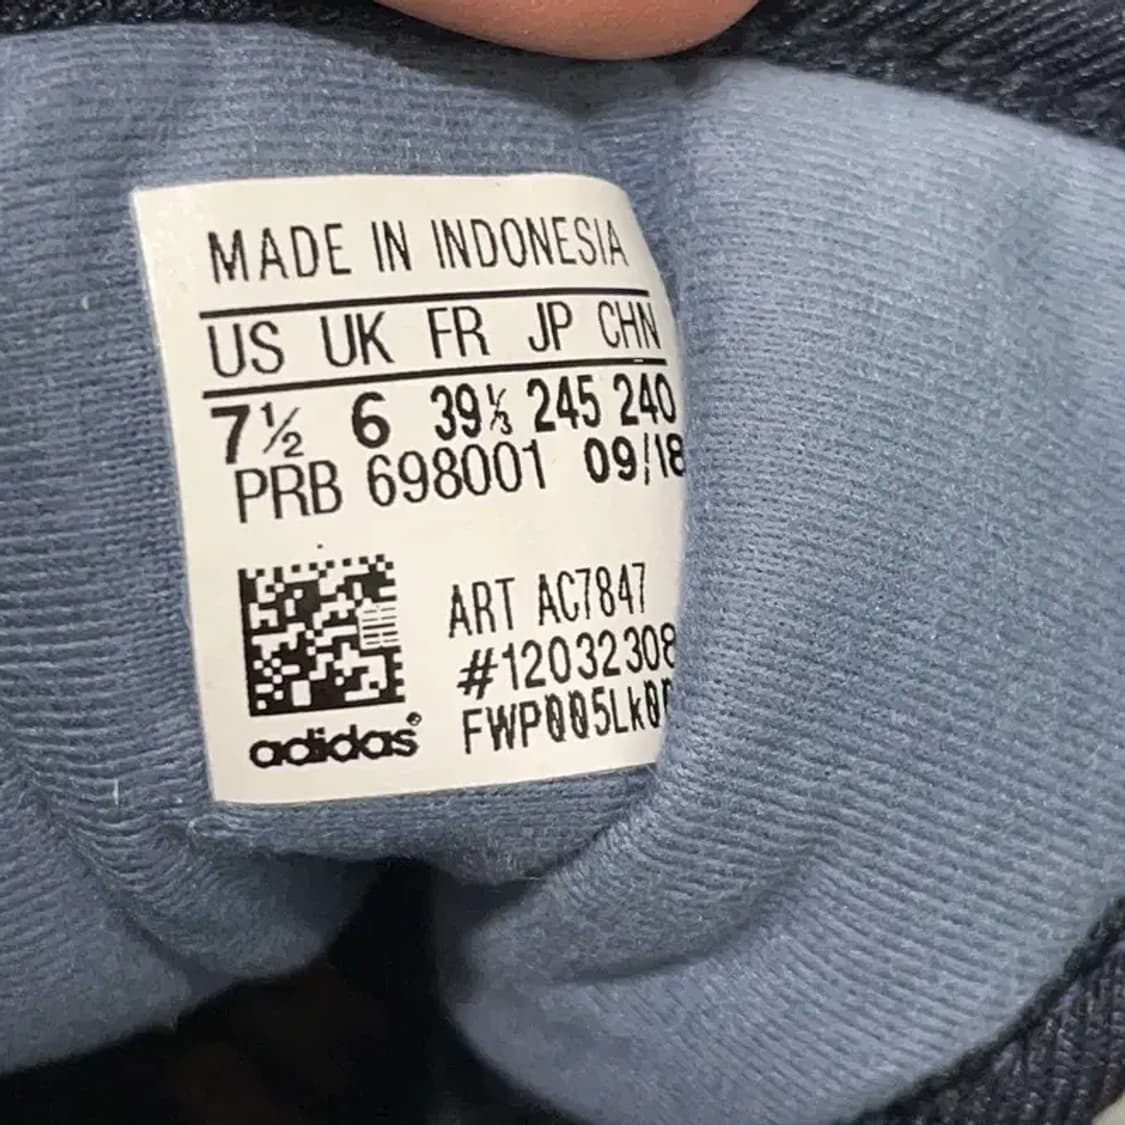 MADE IN INDONESIA
US UK FR JP CHN
7½ 6 39⅓ 245 240
PRB 698001 09/18
ART AC7847
#12032308
adidas®